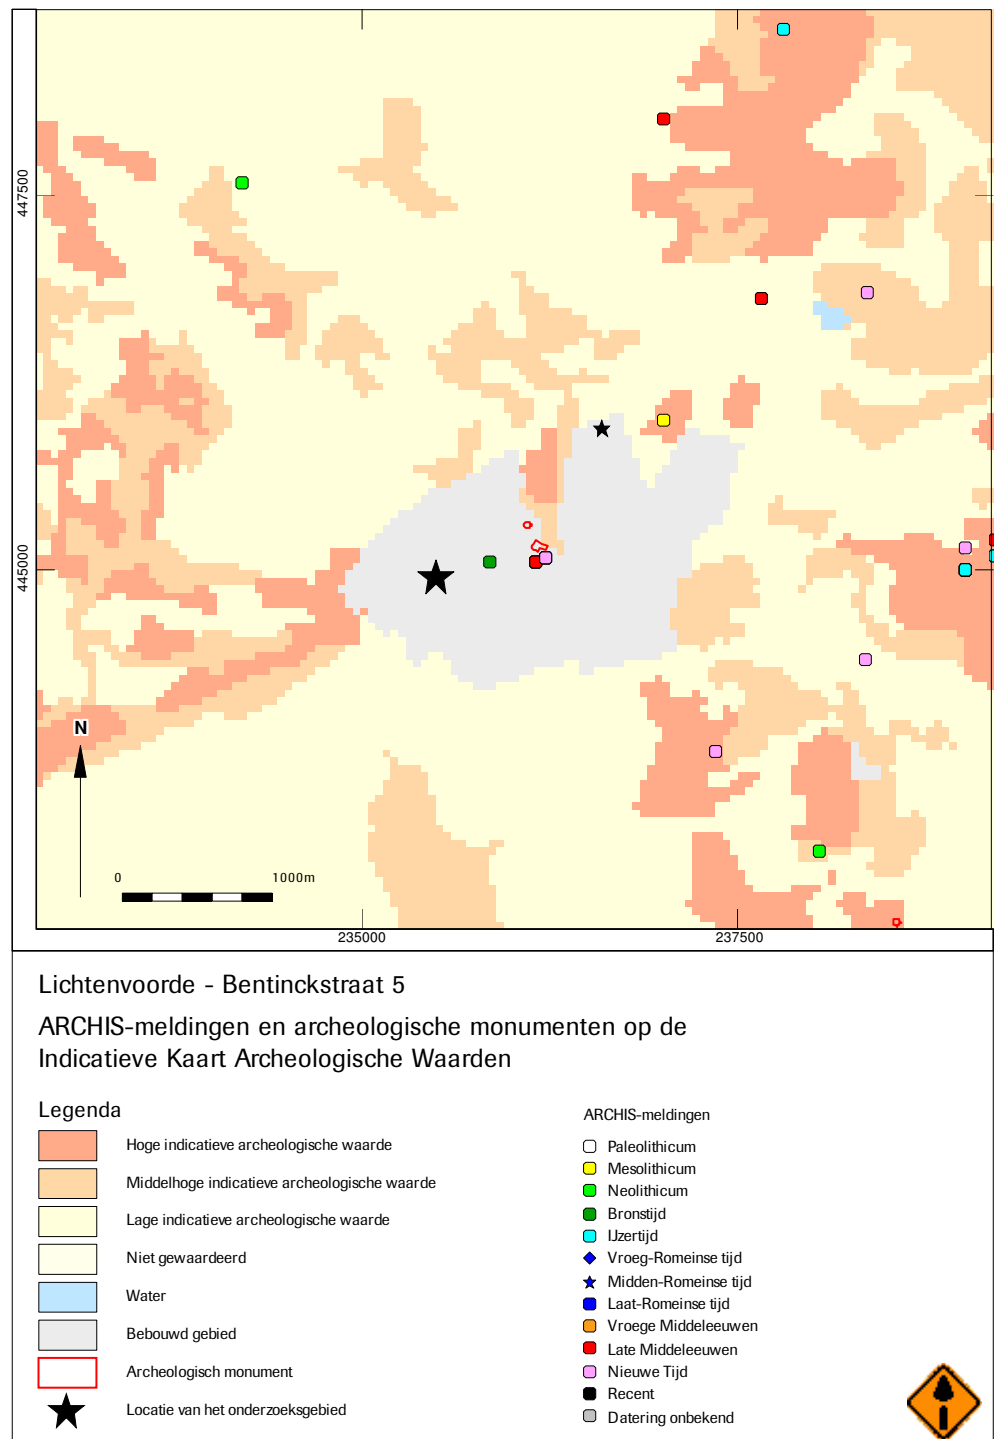 447500
445000
N
0 1000m
235000 237500
Lichtenvoorde - Bentinckstraat 5
ARCHIS-meldingen en archeologische monumenten op de
Indicatieve Kaart Archeologische Waarden
Legenda
Hoge indicatieve archeologische waarde
Middelhoge indicatieve archeologische waarde
Lage indicatieve archeologische waarde
Niet gewaardeerd
Water
Bebouwd gebied
Archeologisch monument
Locatie van het onderzoeksgebied
ARCHIS-meldingen
Paleolithicum
Mesolithicum
Neolithicum
Bronstijd
IJzertijd
Vroeg-Romeinse tijd
Midden-Romeinse tijd
Laat-Romeinse tijd
Vroege Middeleeuwen
Late Middeleeuwen
Nieuwe Tijd
Recent
Datering onbekend